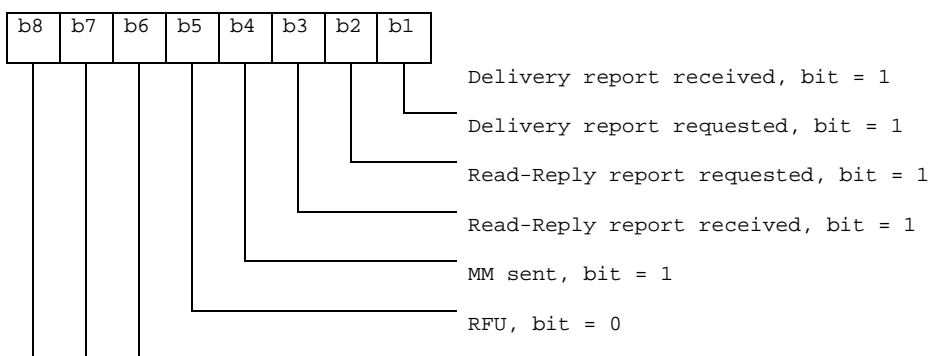 b8 b7 b6 b5 b4 b3 b2 b1
Delivery report received, bit = 1
Delivery report requested, bit = 1
Read-Reply report requested, bit = 1
Read-Reply report received, bit = 1
MM sent, bit = 1
RFU, bit = 0